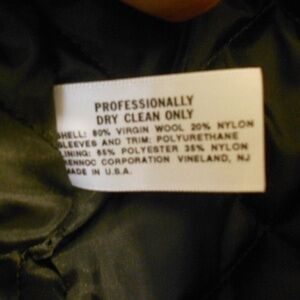 PROFESSIONALLY
DRY CLEAN ONLY
SHELL: 80% VIRGIN WOOL 20% NYLON
SLEEVES AND TRIM: POLYURETHANE
LINING: 65% POLYESTER 35% NYLON
KENNOC CORPORATION VINELAND, NJ
MADE IN U.S.A.